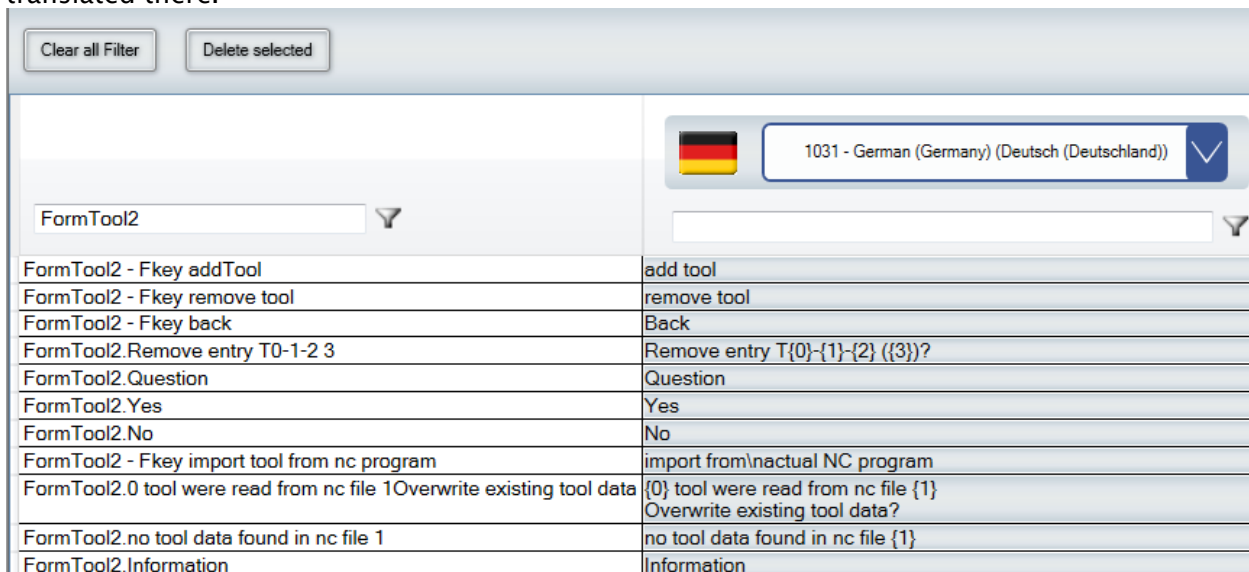 translated there.
Clear all Filter Delete selected
1031 - German (Germany) (Deutsch (Deutschland))
FormTool2
FormTool2 - Fkey addTool add tool
FormTool2 - Fkey remove tool remove tool
FormTool2 - Fkey back Back
FormTool2.Remove entry T0-1-2 3 Remove entry T{0}-{1}-{2} ({3})?
FormTool2.Question Question
FormTool2.Yes Yes
FormTool2.No No
FormTool2 - Fkey import tool from nc program import from\nactual NC program
FormTool2.0 tool were read from nc file 1Overwrite existing tool data {0} tool were read from nc file {1}
Overwrite existing tool data?
FormTool2.no tool data found in nc file 1 no tool data found in nc file {1}
FormTool2.Information Information